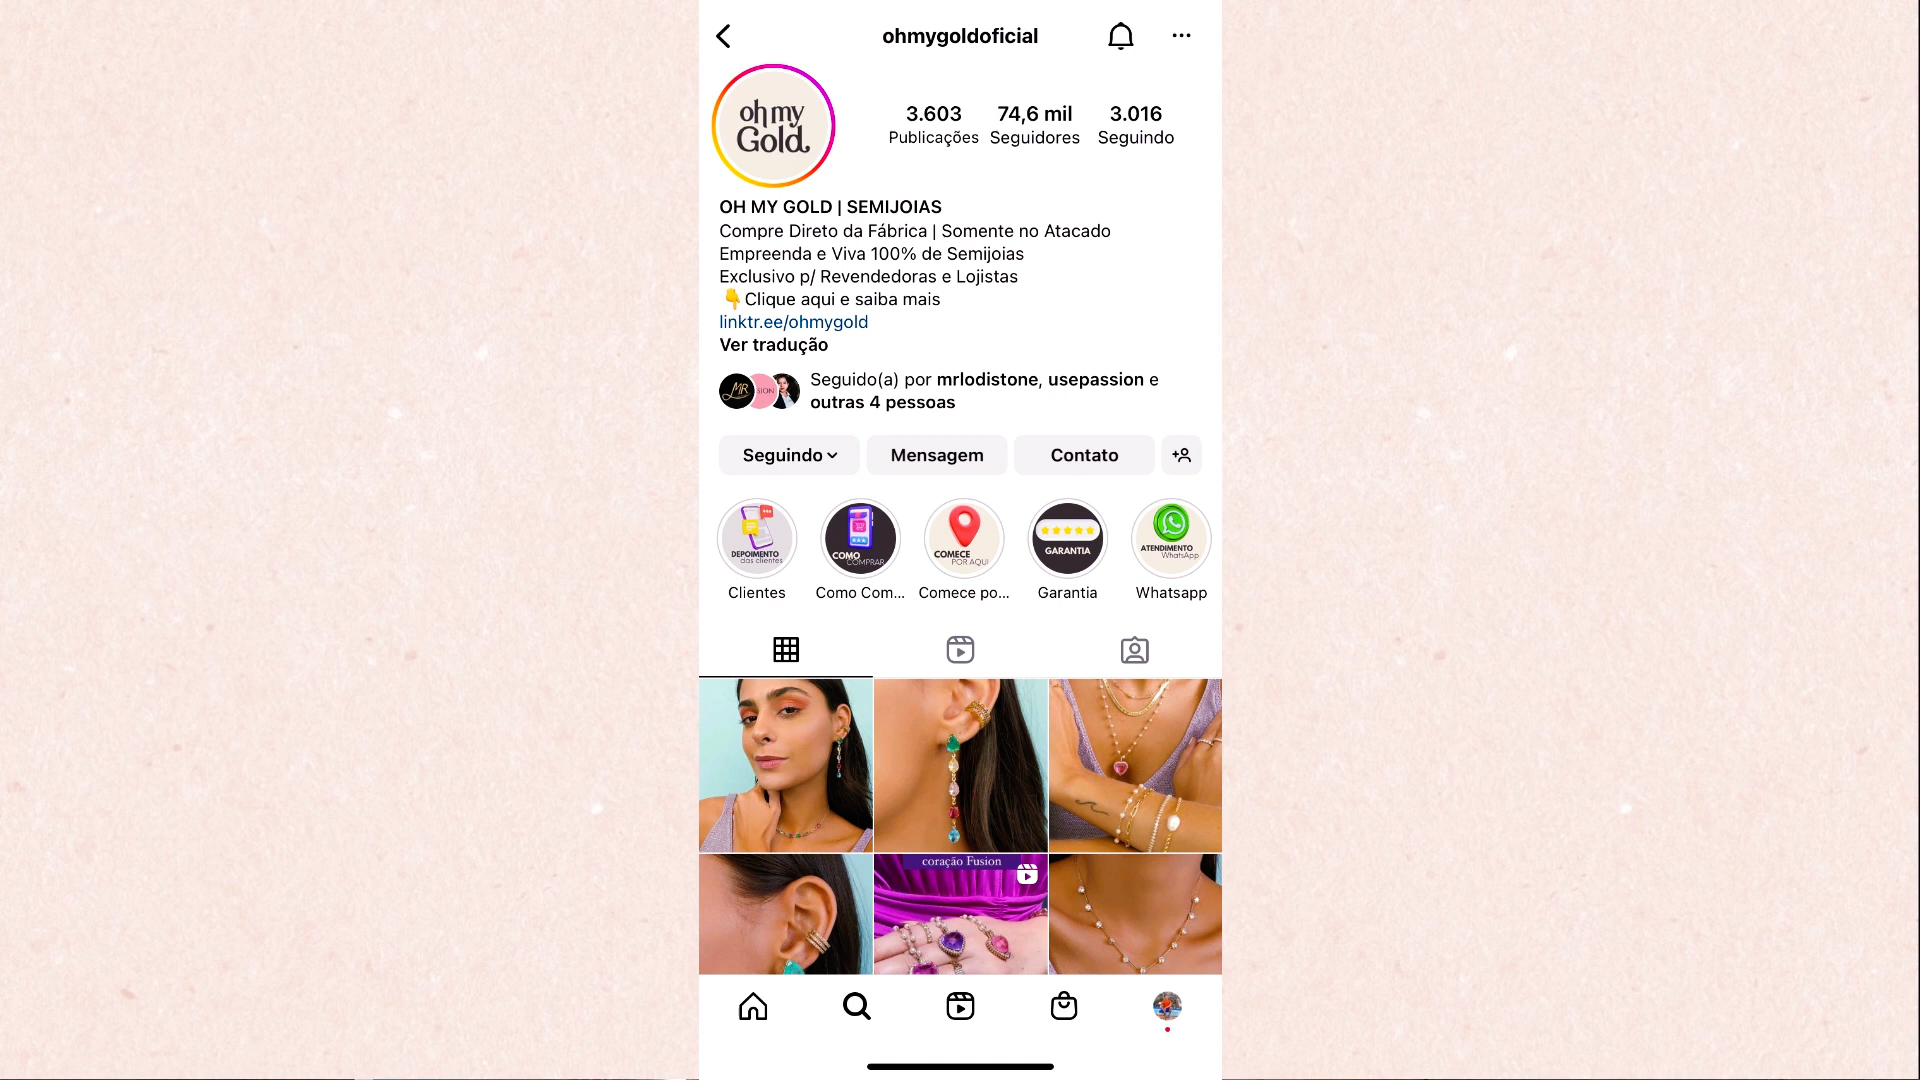 ohmygoldoficial
oh my
Gold.
3.603
Publicações
74,6 mil
Seguidores
3.016
Seguindo
OH MY GOLD | SEMIJOIAS
Compre Direto da Fábrica | Somente no Atacado
Empreenda e Viva 100% de Semijoias
Exclusivo p/ Revendedoras e Lojistas
👇Clique aqui e saiba mais
linktr.ee/ohmygold
Ver tradução
MR
SION
Seguido(a) por mrlodistone, usepassion e
outras 4 pessoas
Seguindo
Mensagem
Contato
DEPOIMENTO
das clientes
COMO
COMPRAR
COMECE
POR AQUI
GARANTIA
ATENDIMENTO
WhatsApp
Clientes
Como Com...
Comece po...
Garantia
Whatsapp
coração Fusion